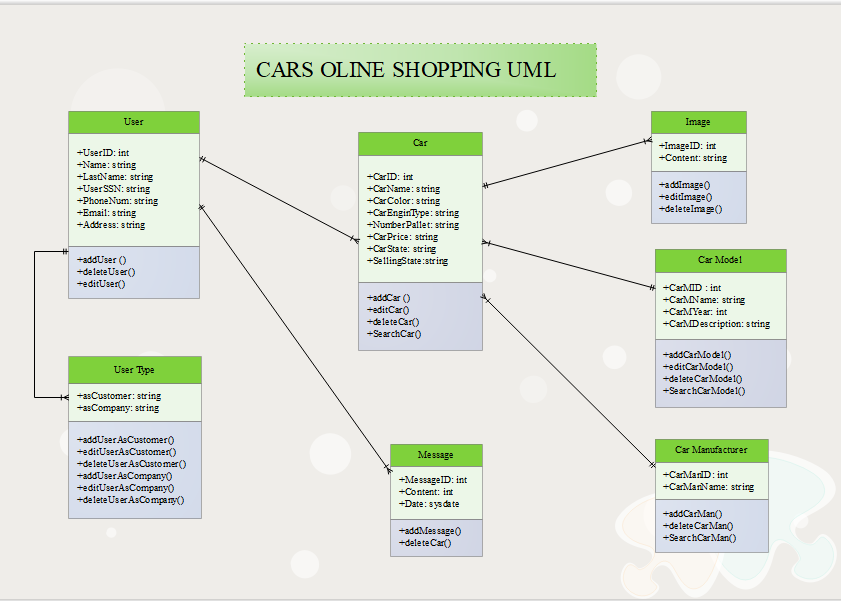 CARS OLINE SHOPPING UML
User
+UserID: int
+Name: string
+LastName: string
+UserSSN: string
+PhoneNum: string
+Email: string
+Address: string
+addUser ()
+deleteUser()
+editUser()
Car
+CarID: int
+CarName: string
+CarColor: string
+CarEnginType: string
+NumberPallet: string
+CarPrice: string
+CarState: string
+SellingState:string
+addCar ()
+editCar()
+deleteCar()
+SearchCar()
Image
+ImageID: int
+Content: string
+addImage()
+editImage()
+deleteImage()
Car Model
+CarMID : int
+CarMName: string
+CarMYear: int
+CarMDescription: string
+addCarModel()
+editCarModel()
+deleteCarModel()
+SearchCarModel()
User Type
+asCustomer: string
+asCompany: string
+addUserAsCustomer()
+editUserAsCustomer()
+deleteUserAsCustomer()
+addUserAsCompany()
+editUserAsCompany()
+deleteUserAsCompany()
Message
+MessageID: int
+Content: int
+Date: sysdate
+addMessage()
+deleteCar()
Car Manufacturer
+CarManID: int
+CarManName: string
+addCarMan()
+deleteCarMan()
+SearchCarMan()